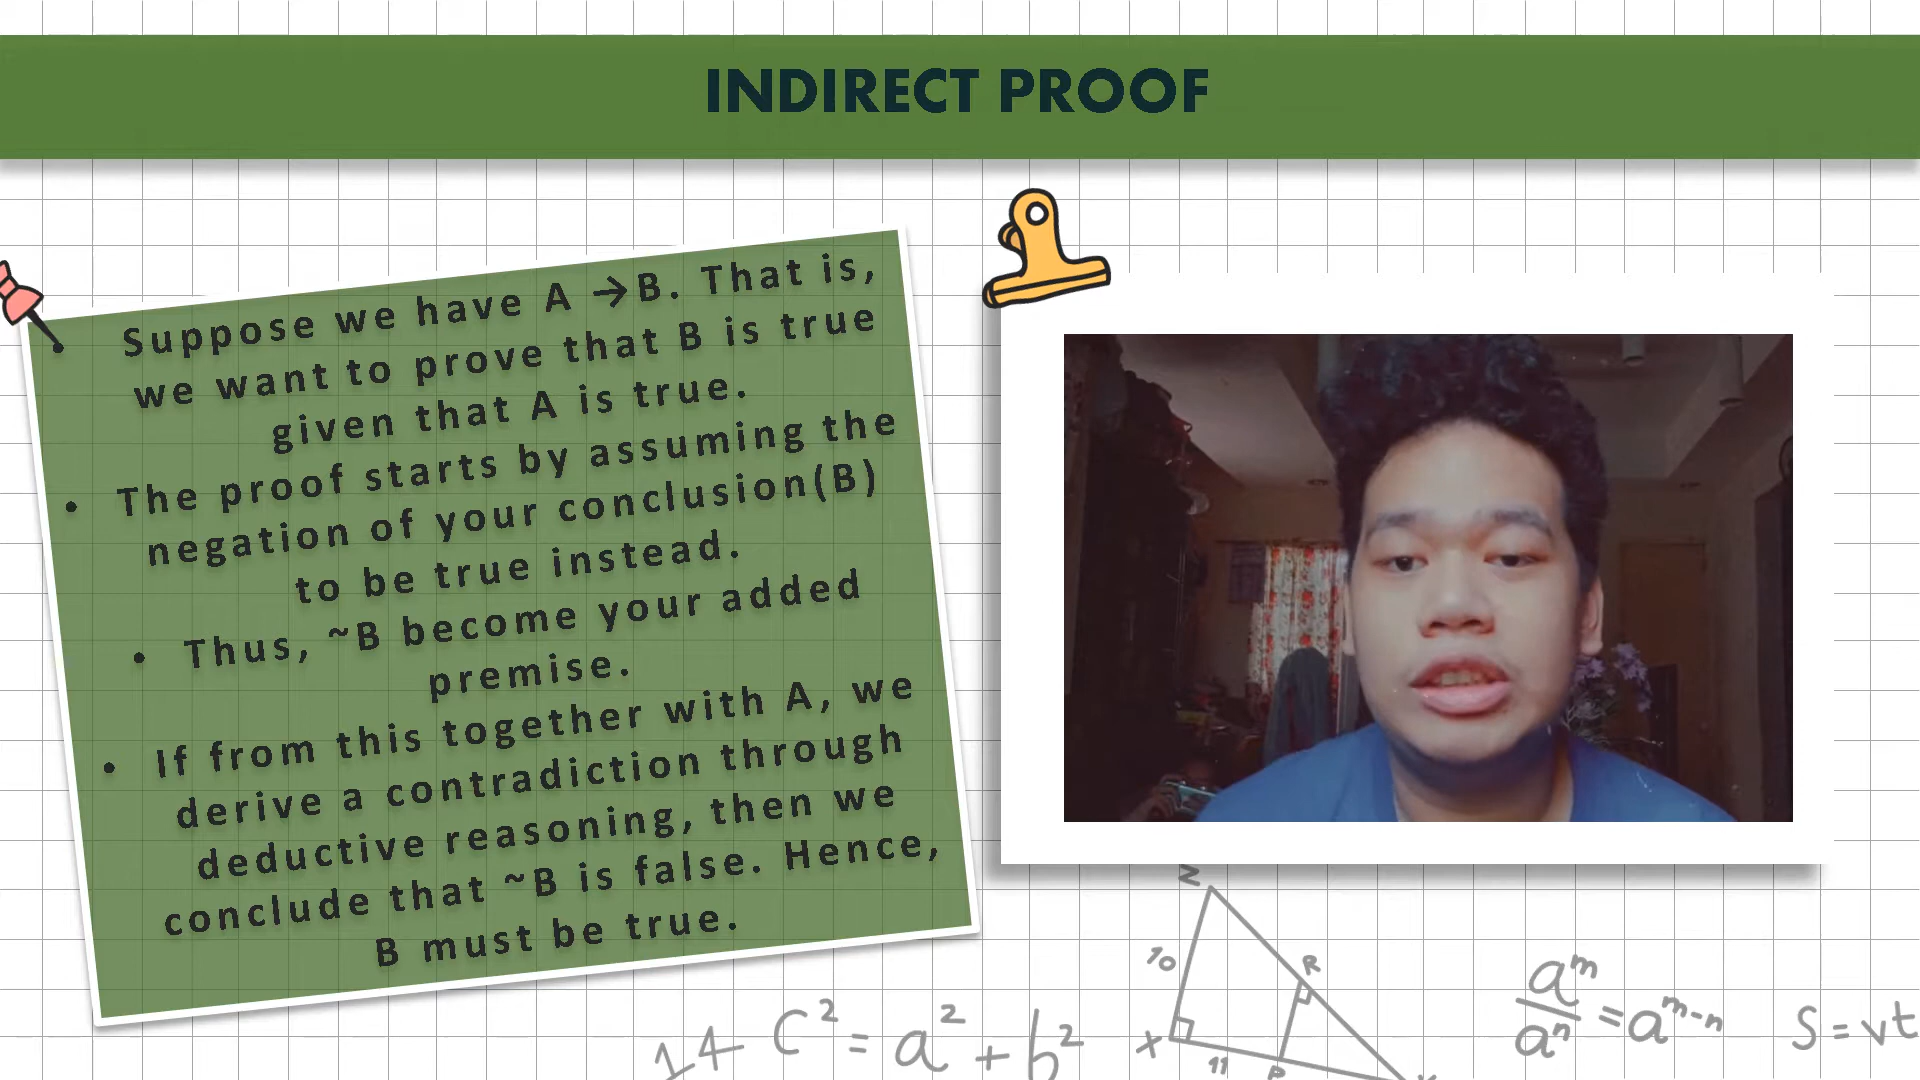 INDIRECT PROOF
Suppose we have A →B. That is,
we want to prove that B is true
given that A is true.
• The proof starts by assuming the
negation of your conclusion(B)
to be true instead.
• Thus, ~B become your added
premise.
• If from this together with A, we
derive a contradiction through
deductive reasoning, then we
conclude that ~B is false. Hence,
B must be true.
Z
10
R
X
11
P
14
C² = a² + b²
aᵐ/aⁿ = aᵐ⁻ⁿ
S = vt